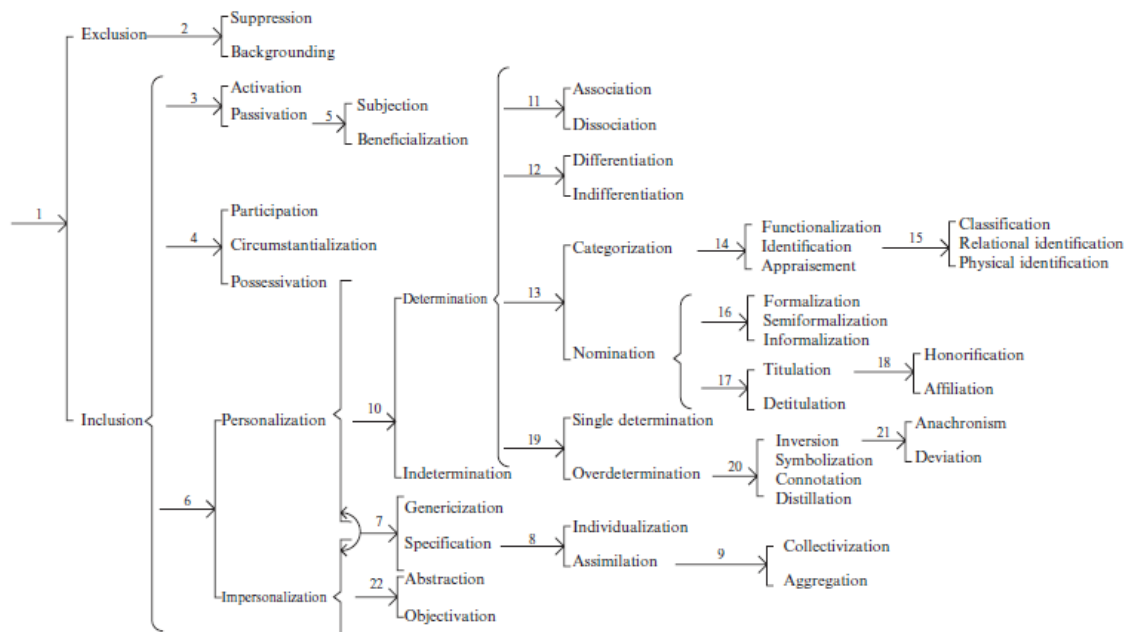 Suppression
Exclusion 2
Backgrounding
Activation
3
Passivation 5 Subjection
Beneficialization
11 Association
Dissociation
12 Differentiation
Indifferentiation
1
Participation
4 Circumstantialization
Possessivation
Categorization 14 Functionalization
Identification 15 Classification
Appraisement Relational identification
Physical identification
Determination 13
Formalization
16 Semiformalization
Informalization
Nomination
17 Titulation 18 Honorification
Detitulation Affiliation
Inclusion Personalization 10
19 Single determination
Indetermination Overdetermination 20 Inversion 21 Anachronism
Symbolization Deviation
Connotation
Distillation
6
7 Genericization
Specification 8 Individualization
Assimilation 9 Collectivization
Aggregation
Impersonalization 22 Abstraction
Objectivation